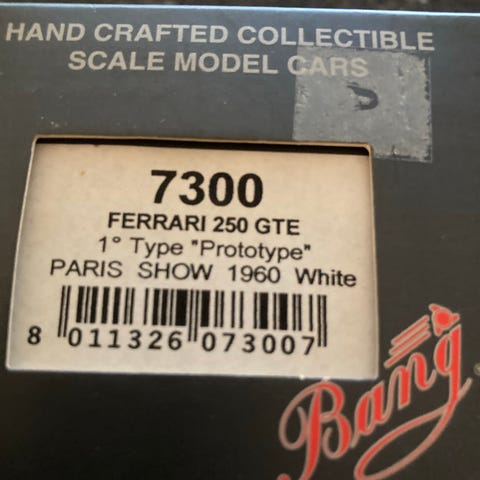 HAND CRAFTED COLLECTIBLE
SCALE MODEL CARS
7300
FERRARI 250 GTE
1° Type "Prototype"
PARIS SHOW 1960 White
8 011326 073007
Bang